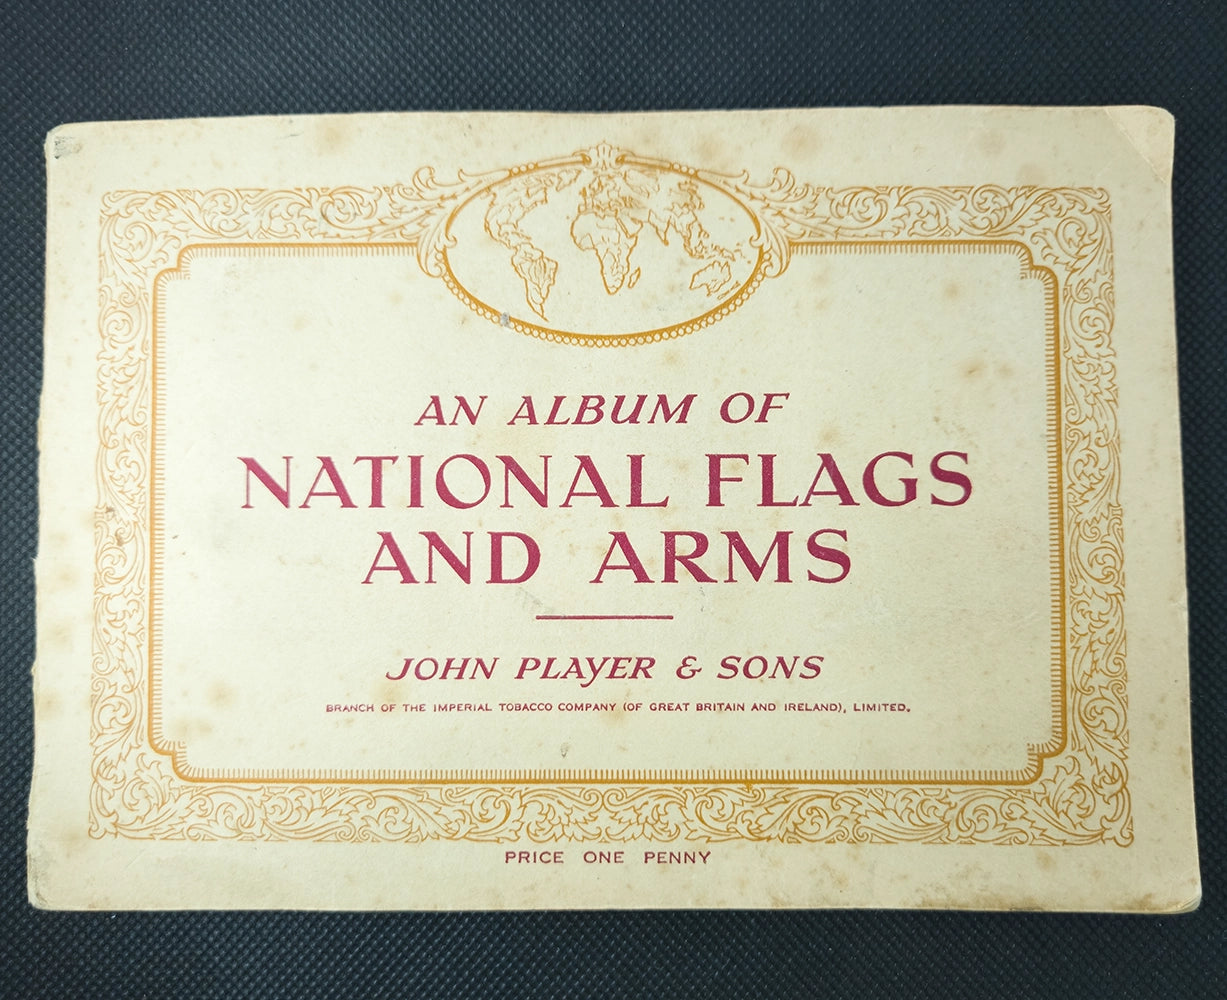 AN ALBUM OF
NATIONAL FLAGS
AND ARMS
JOHN PLAYER & SONS
BRANCH OF THE IMPERIAL TOBACCO COMPANY (OF GREAT BRITAIN AND IRELAND), LIMITED.
PRICE ONE PENNY